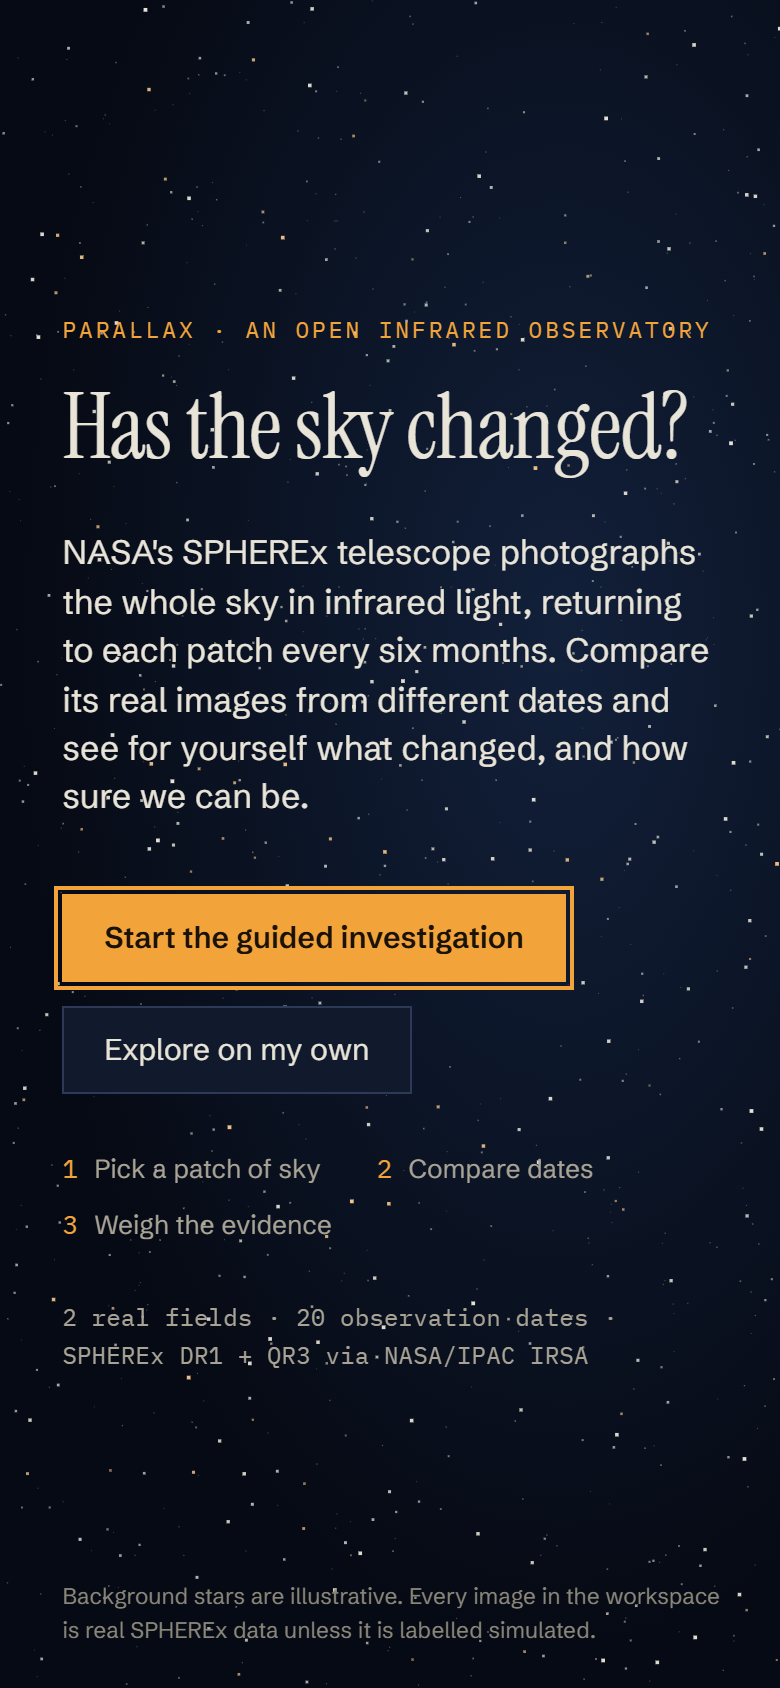 PARALLAX · AN OPEN INFRARED OBSERVATORY
Has the sky changed?
NASA's SPHEREx telescope photographs
the whole sky in infrared light, returning
to each patch every six months. Compare
its real images from different dates and
see for yourself what changed, and how
sure we can be.
Start the guided investigation
Explore on my own
1 Pick a patch of sky 2 Compare dates
3 Weigh the evidence
2 real fields · 20 observation dates ·
SPHEREx DR1 + QR3 via NASA/IPAC IRSA
Background stars are illustrative. Every image in the workspace
is real SPHEREx data unless it is labelled simulated.